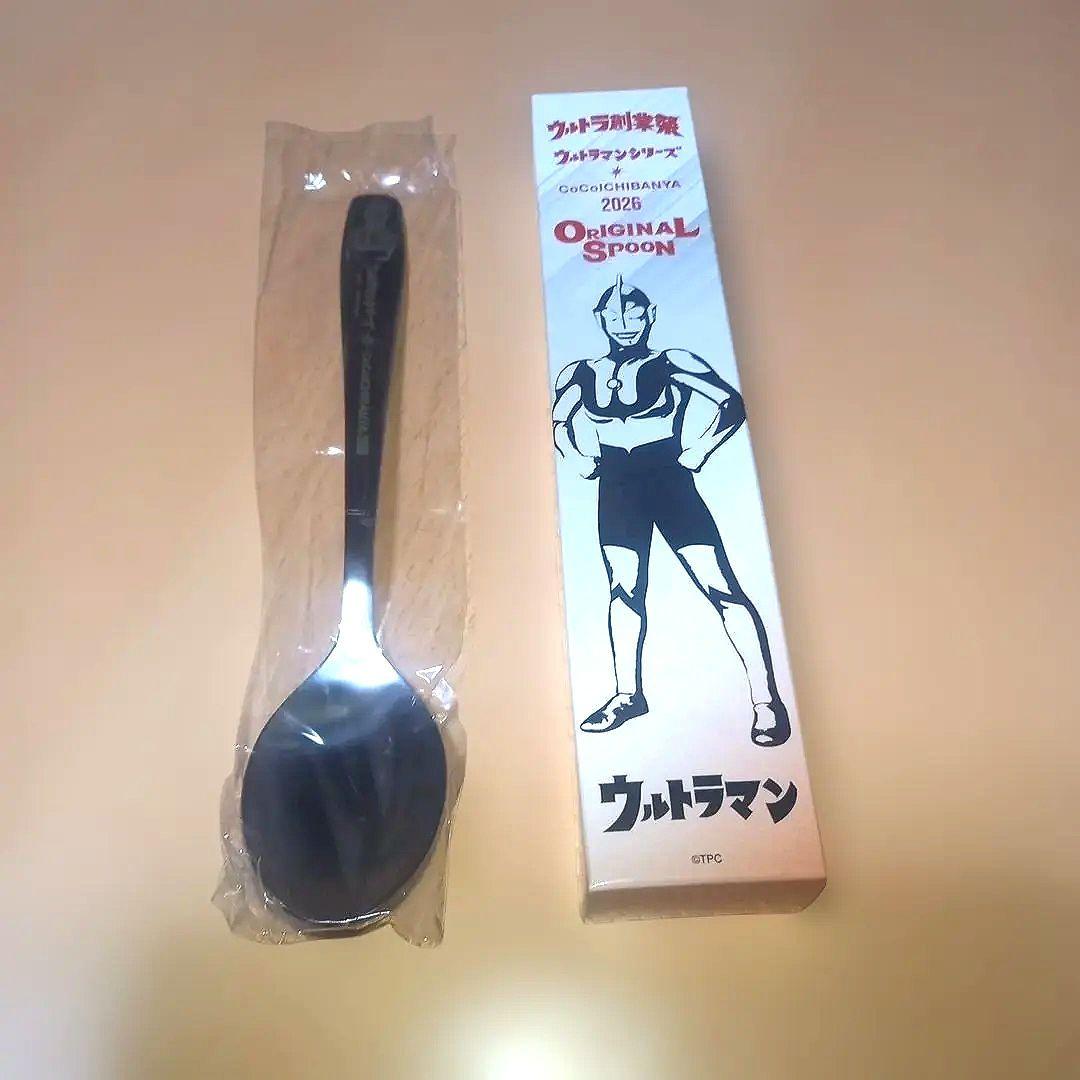 ウルトラ創業祭
ウルトラマンシリーズ
CoCoICHIBANYA
2026
ORIGINAL
SPOON
ウルトラマン
©TPC